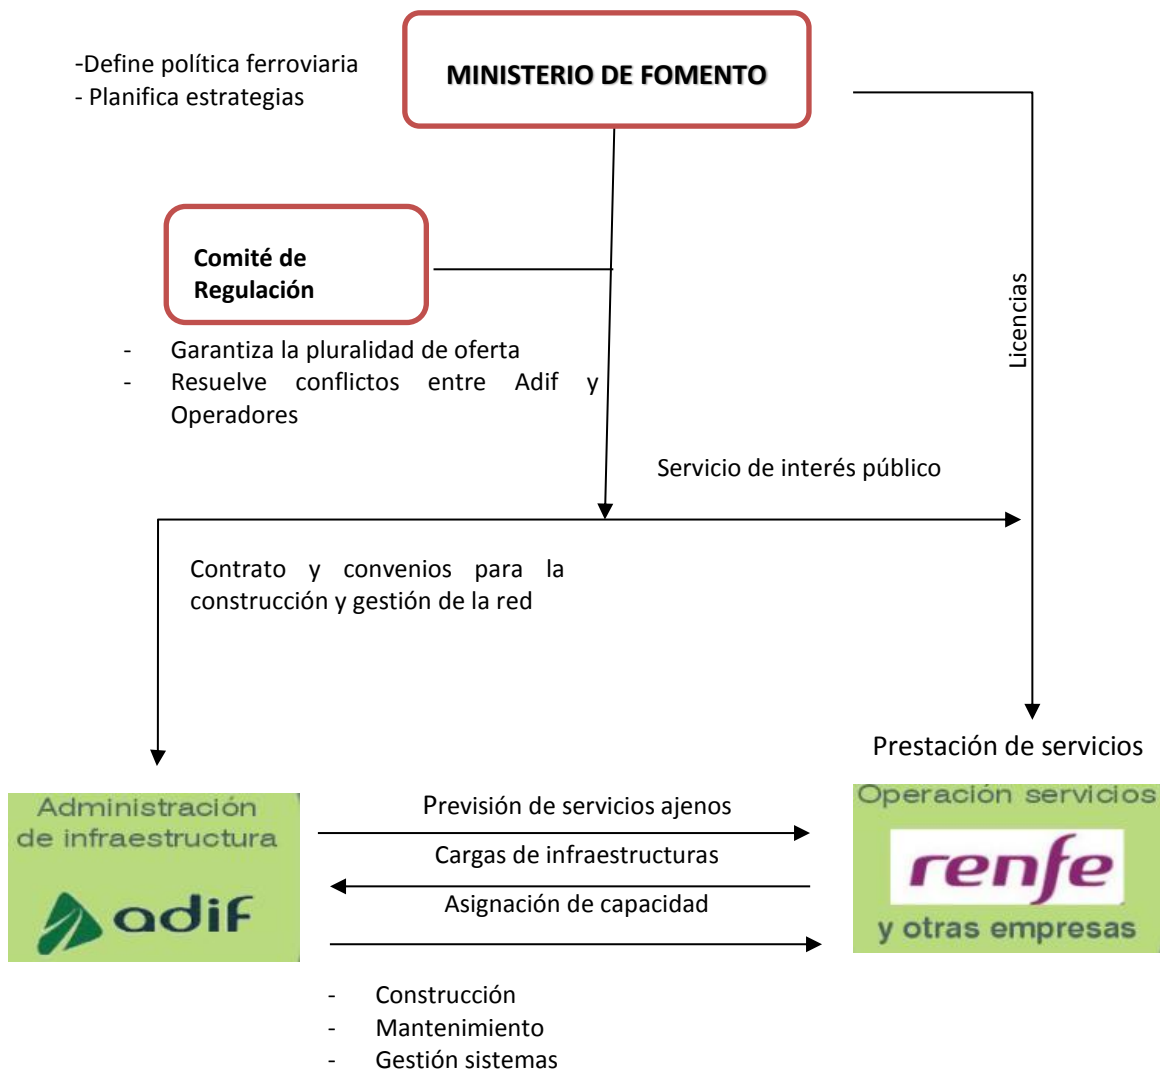 -Define política ferroviaria
- Planifica estrategias
MINISTERIO DE FOMENTO
Comité de
Regulación
- Garantiza la pluralidad de oferta
- Resuelve conflictos entre Adif y
Operadores
Licencias
Servicio de interés público
Contrato y convenios para la
construcción y gestión de la red
Prestación de servicios
Administración
de infraestructura
adif
Previsión de servicios ajenos
Cargas de infraestructuras
Asignación de capacidad
Operación servicios
renfe
y otras empresas
- Construcción
- Mantenimiento
- Gestión sistemas